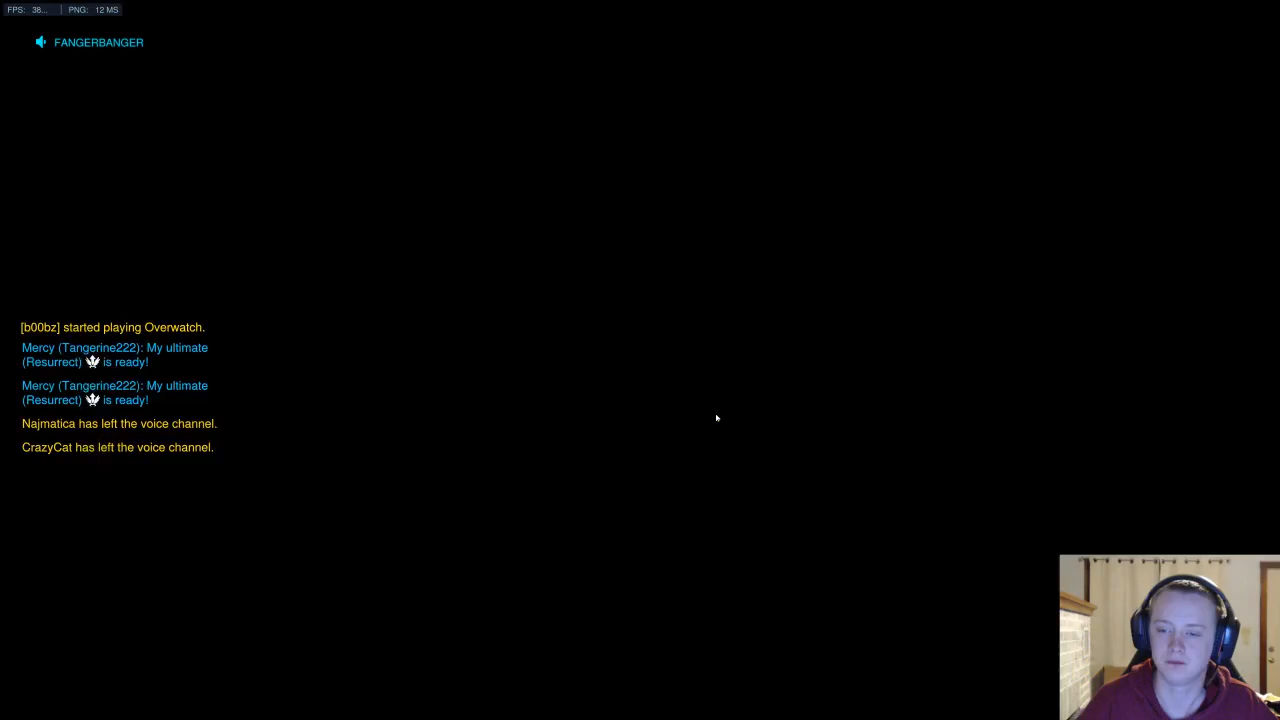 FPS: 38... | PNG: 12 MS
FANGERBANGER
[b00bz] started playing Overwatch.
Mercy (Tangerine222): My ultimate
(Resurrect) is ready!
Mercy (Tangerine222): My ultimate
(Resurrect) is ready!
Najmatica has left the voice channel.
CrazyCat has left the voice channel.